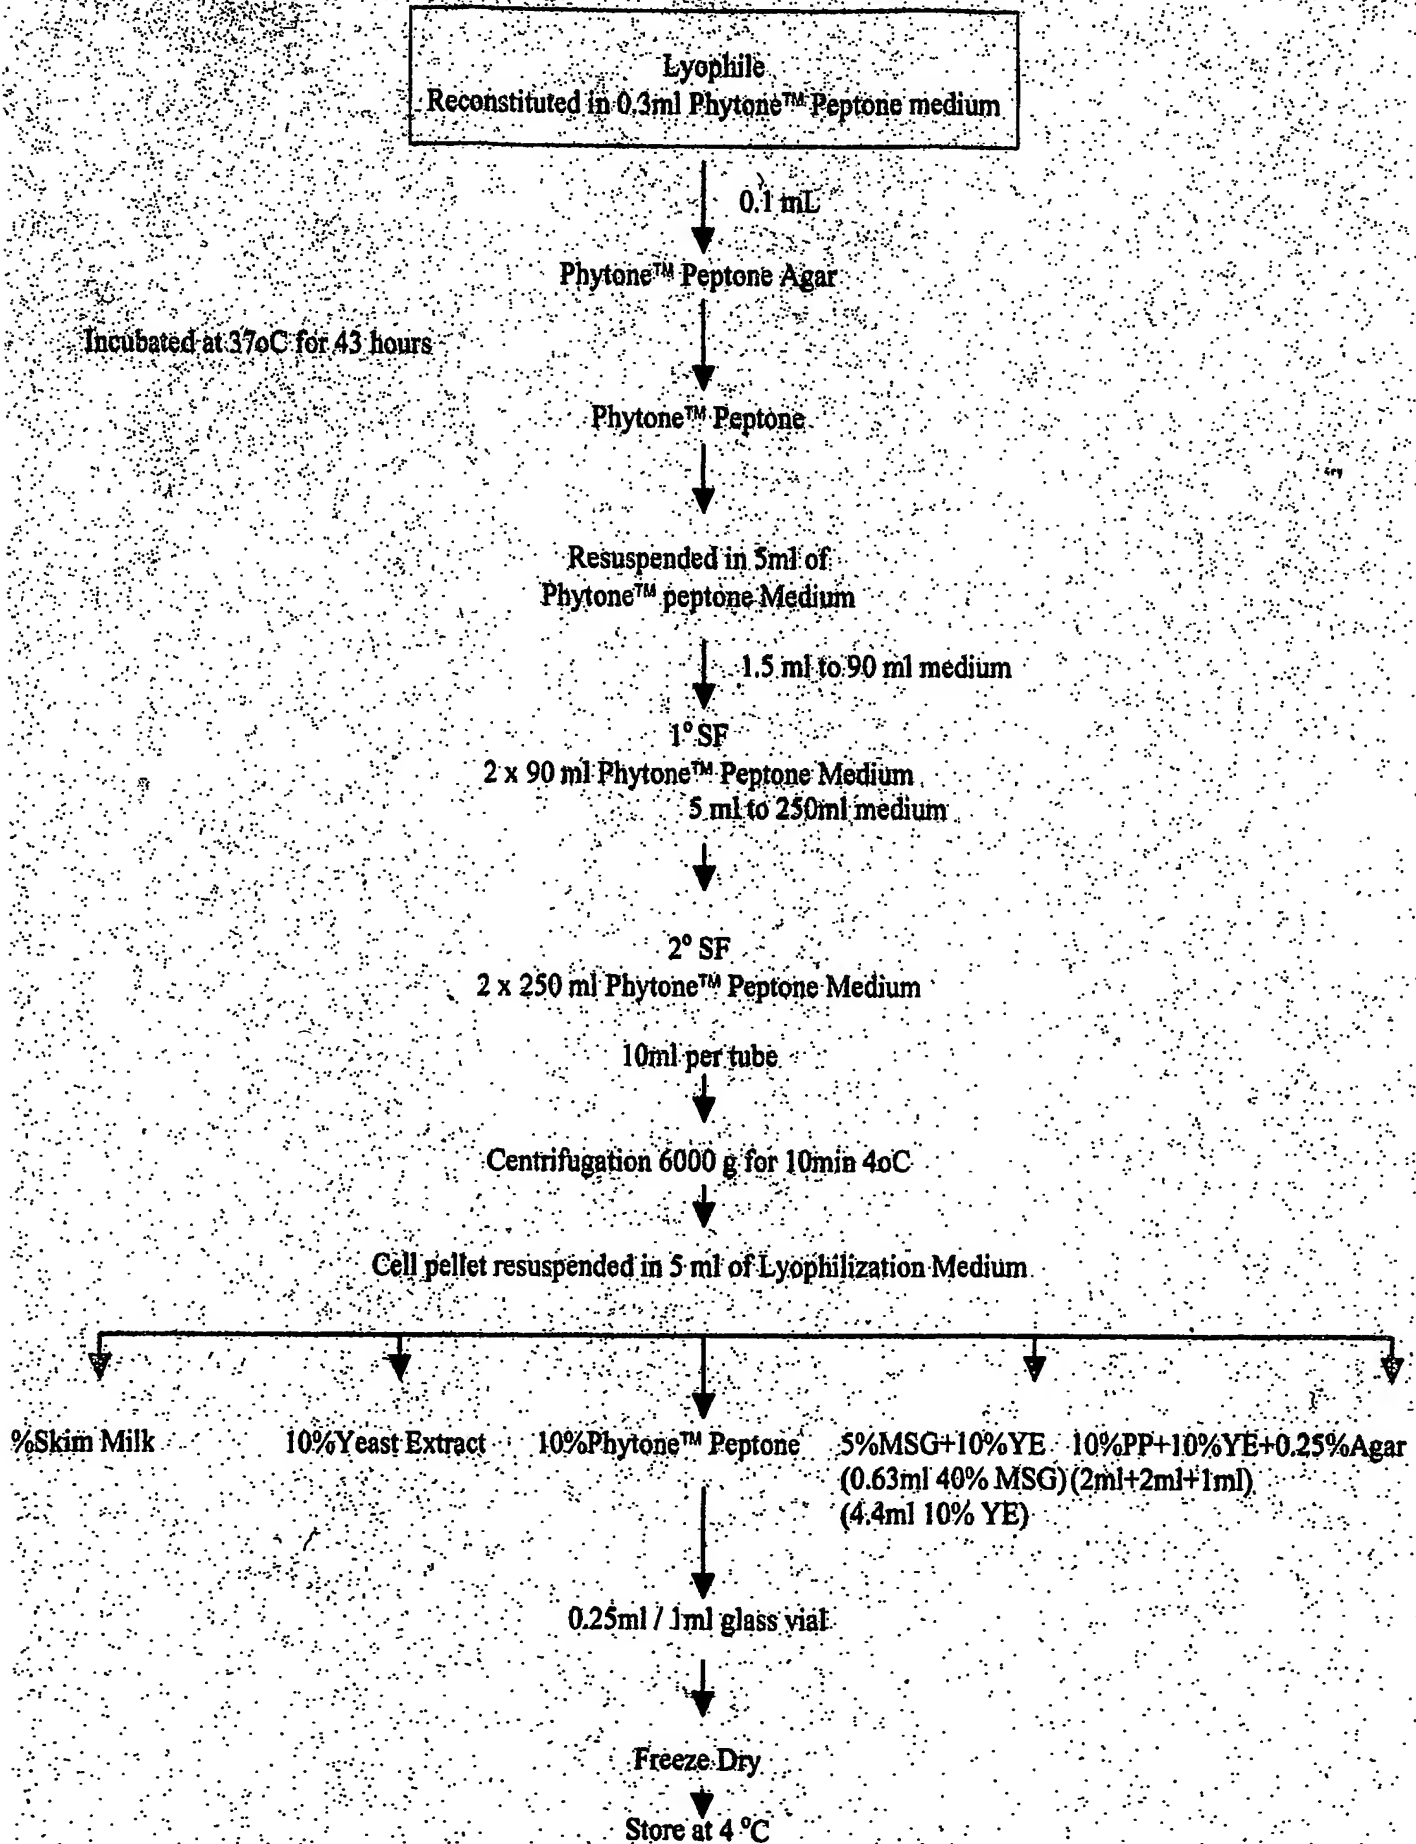 Lyophile
Reconstituted in 0.3ml Phytone™ Peptone medium
0.1 mL
Phytone™ Peptone Agar
Incubated at 37oC for 43 hours
Phytone™ Peptone
Resuspended in 5ml of
Phytone™ peptone Medium
1.5 ml to 90 ml medium
1° SF
2 x 90 ml Phytone™ Peptone Medium
5 ml to 250ml medium
2° SF
2 x 250 ml Phytone™ Peptone Medium
10ml per tube
Centrifugation 6000 g for 10min 4oC
Cell pellet resuspended in 5 ml of Lyophilization Medium
%Skim Milk 10%Yeast Extract 10%Phytone™ Peptone 5%MSG+10%YE 10%PP+10%YE+0.25%Agar
(0.63ml 40% MSG) (2ml+2ml+1ml)
(4.4ml 10% YE)
0.25ml / 1ml glass vial
Freeze Dry
Store at 4 °C